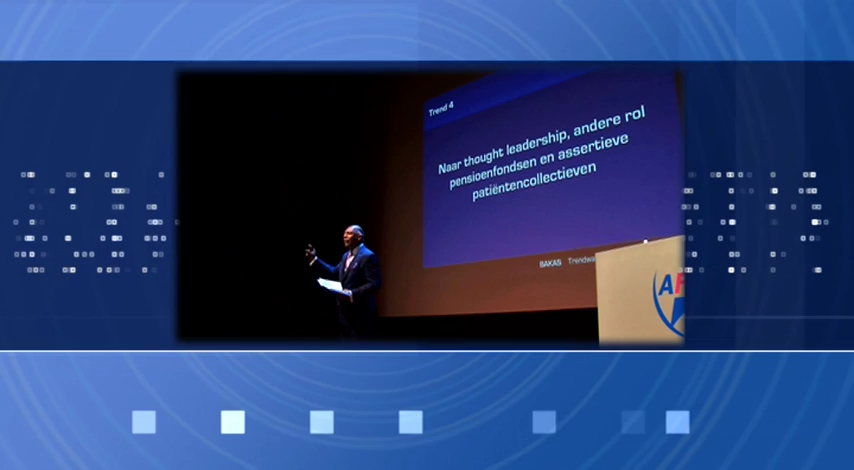 Trend 4
Naar thought leadership, andere rol
pensioenfondsen en assertieve
patiëntencollectieven
BAKAS